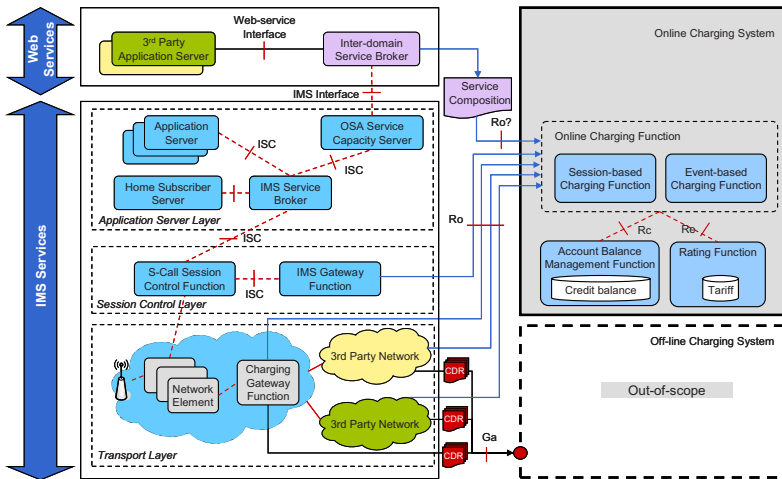 Web
Services
3rd Party
Application Server
Web-service
Interface
Inter-domain
Service Broker
IMS Interface
Service
Composition
Ro?
Online Charging System
Online Charging Function
Session-based
Charging Function
Event-based
Charging Function
Rc
Re
Account Balance
Management Function
Credit balance
Rating Function
Tariff
IMS Services
Application
Server
OSA Service
Capacity Server
ISC
ISC
Home Subscriber
Server
IMS Service
Broker
Application Server Layer
ISC
Ro
S-Call Session
Control Function
ISC
IMS Gateway
Function
Session Control Layer
Network
Element
Charging
Gateway
Function
3rd Party Network
3rd Party Network
Transport Layer
CDR
CDR
CDR
Ga
Off-line Charging System
Out-of-scope